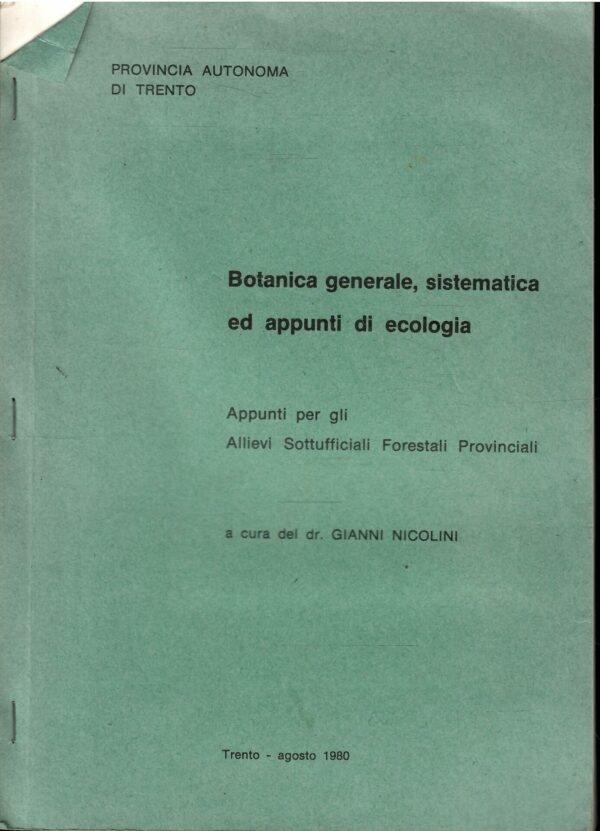 PROVINCIA AUTONOMA
DI TRENTO
Botanica generale, sistematica
ed appunti di ecologia
Appunti per gli
Allievi Sottufficiali Forestali Provinciali
a cura del dr. GIANNI NICOLINI
Trento - agosto 1980